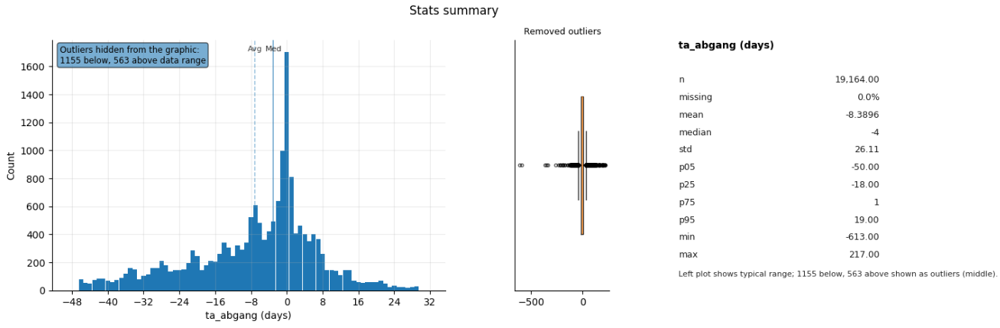 Stats summary
Outliers hidden from the graphic:
1155 below, 563 above data range
Avg Med
1600
1400
1200
1000
800
600
400
200
0
Count
−48 −40 −32 −24 −16 −8 0 8 16 24 32
ta_abgang (days)
Removed outliers
−500 0
ta_abgang (days)
n 19,164.00
missing 0.0%
mean -8.3896
median -4
std 26.11
p05 -50.00
p25 -18.00
p75 1
p95 19.00
min -613.00
max 217.00
Left plot shows typical range; 1155 below, 563 above shown as outliers (middle).